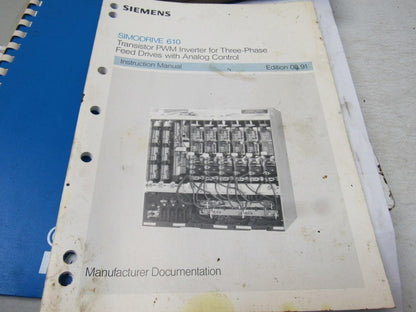 SIEMENS
SIMODRIVE 610
Transistor PWM Inverter for Three-Phase
Feed Drives with Analog Control
Instruction Manual Edition 08.91
Manufacturer Documentation